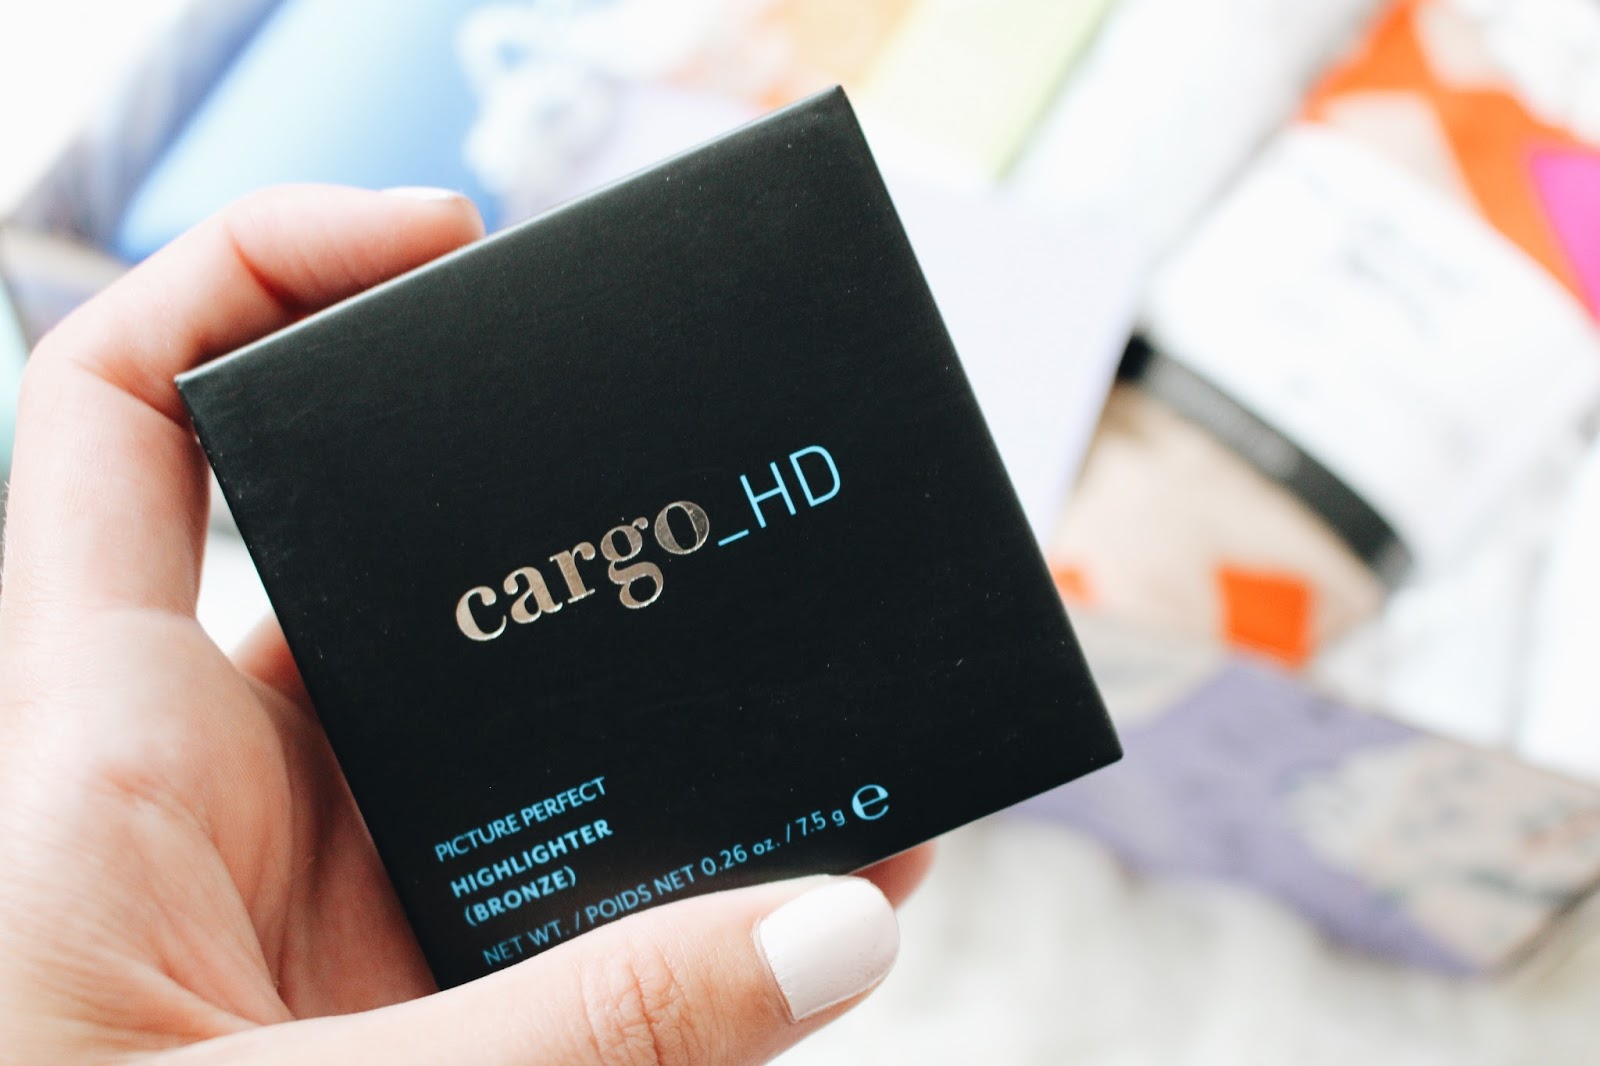 cargo_HD
PICTURE PERFECT
HIGHLIGHTER
(BRONZE)
NET WT. / POIDS NET 0.26 oz. / 7.5 g ℮